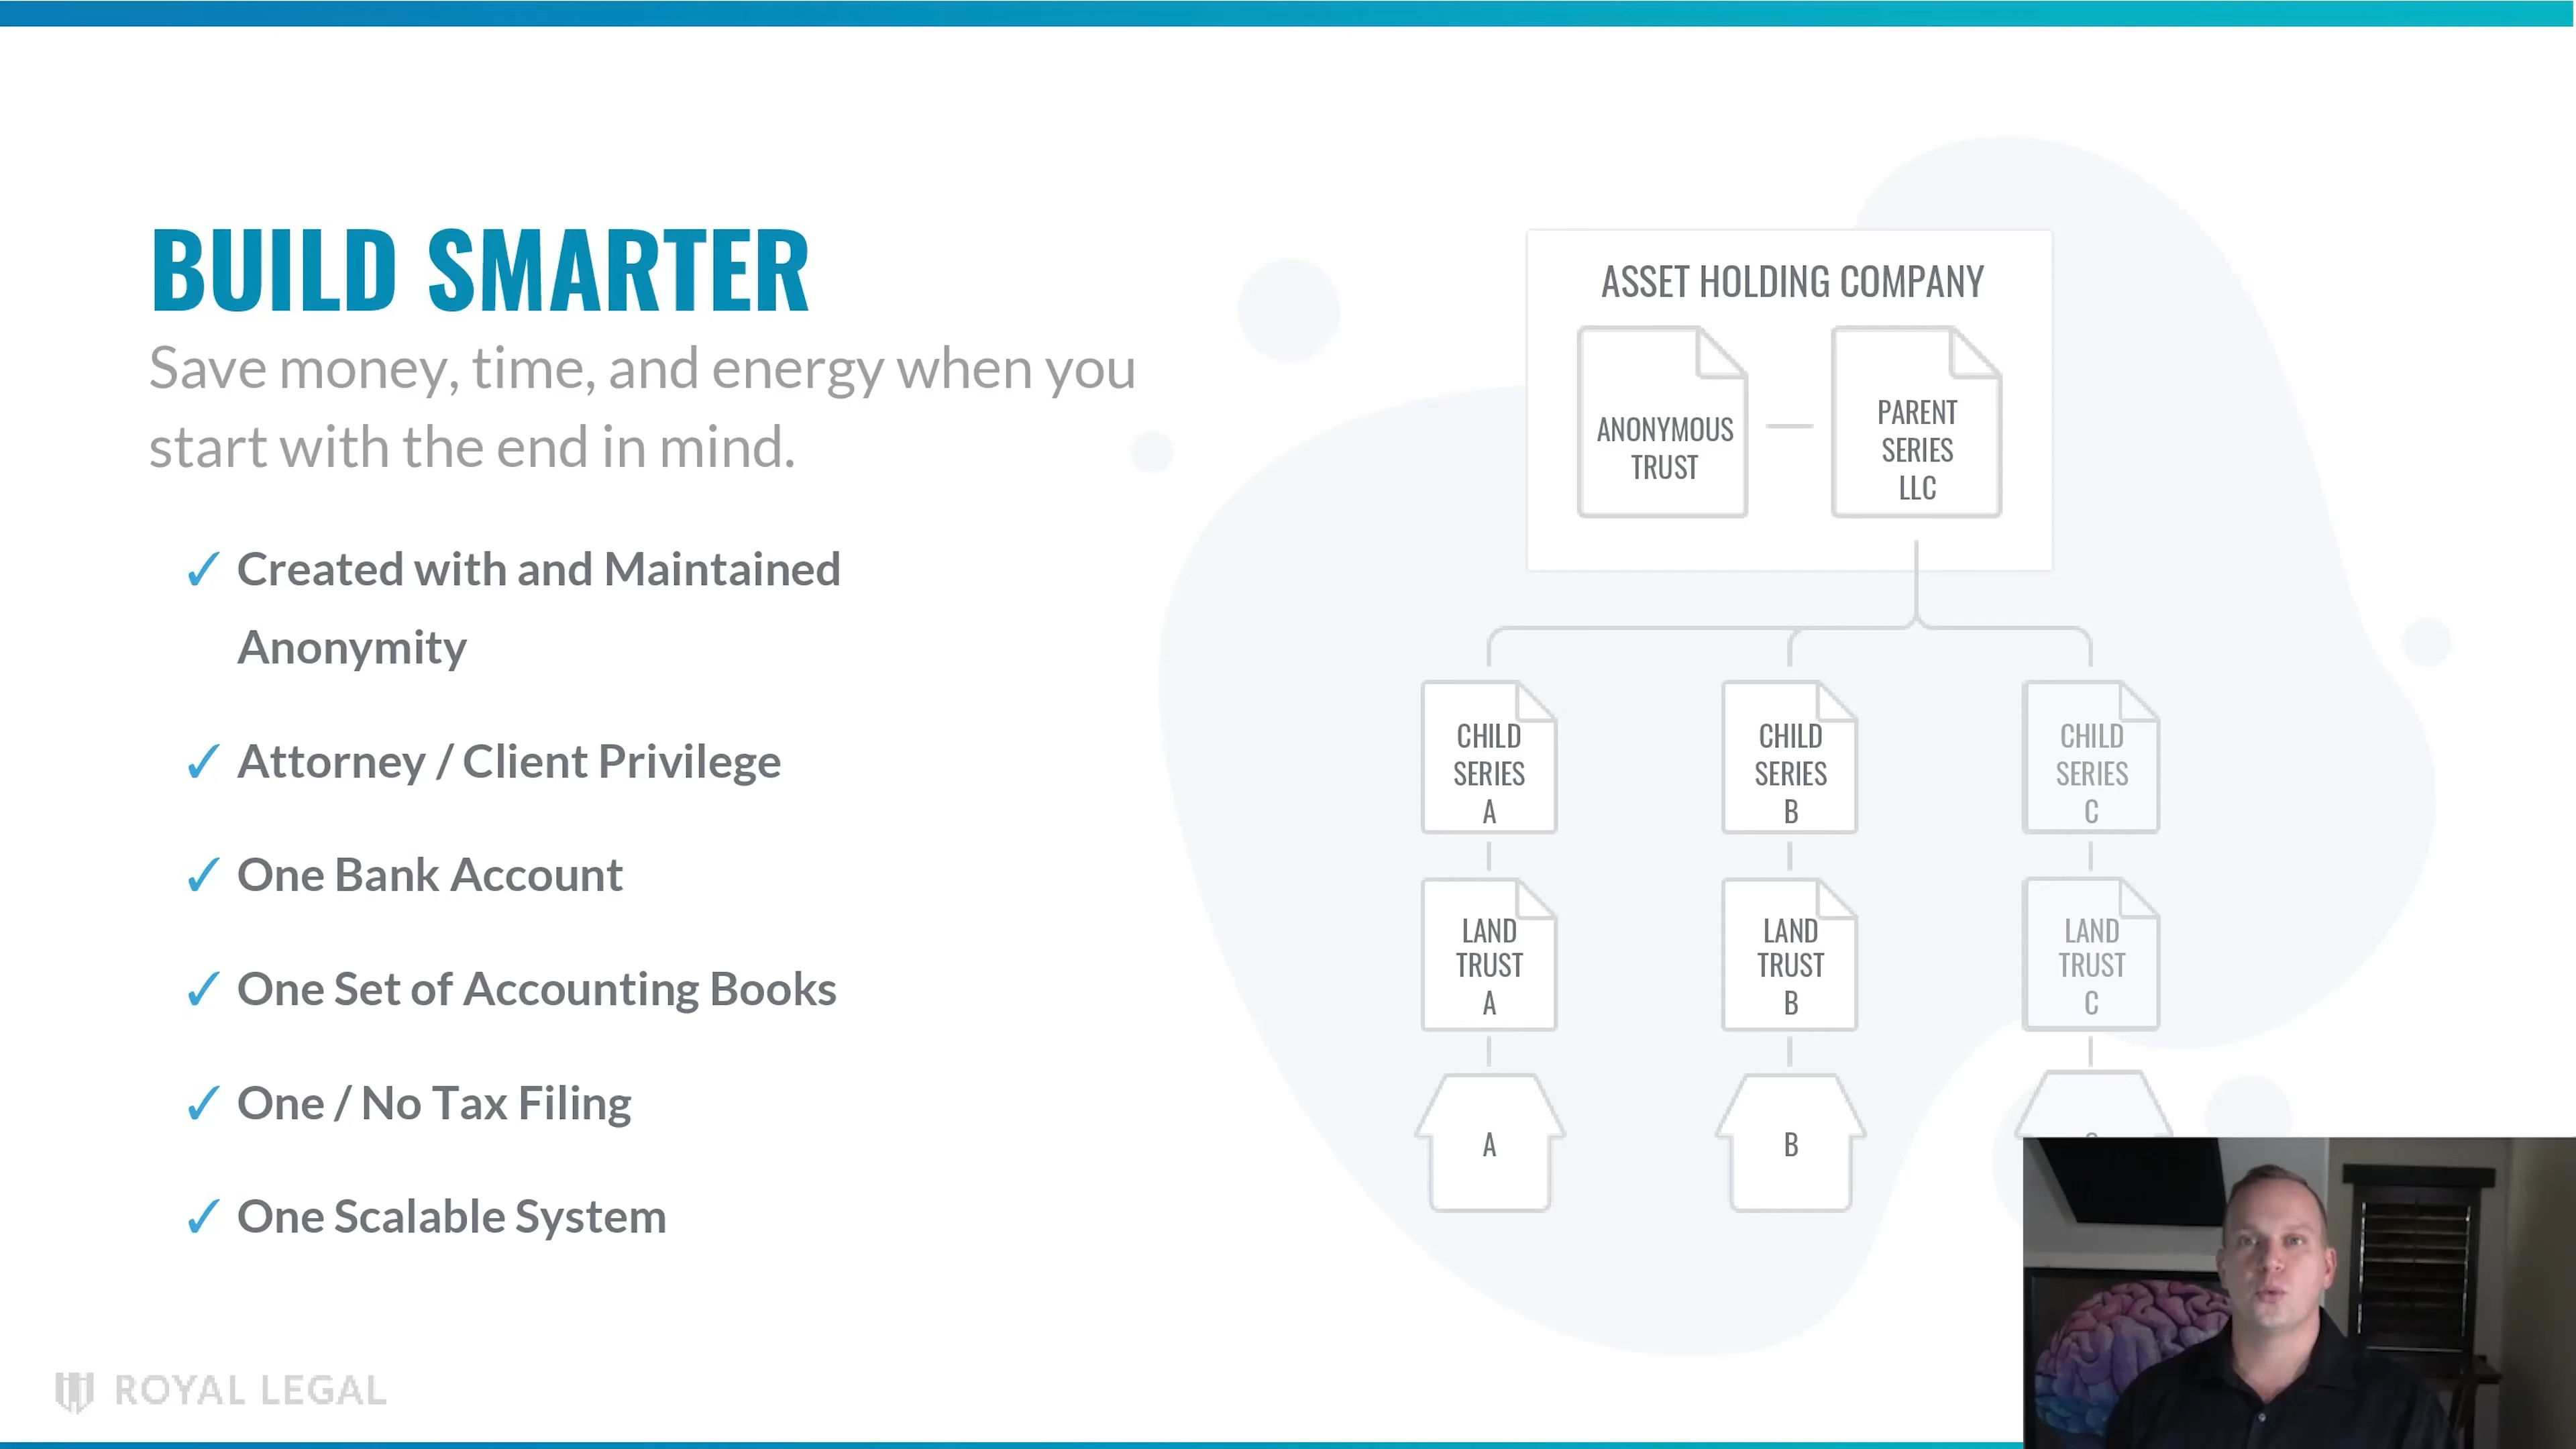 BUILD SMARTER
Save money, time, and energy when you
start with the end in mind.
✓ Created with and Maintained
Anonymity
✓ Attorney / Client Privilege
✓ One Bank Account
✓ One Set of Accounting Books
✓ One / No Tax Filing
✓ One Scalable System
ASSET HOLDING COMPANY
ANONYMOUS
TRUST
PARENT
SERIES
LLC
CHILD
SERIES
A
CHILD
SERIES
B
CHILD
SERIES
C
LAND
TRUST
A
LAND
TRUST
B
LAND
TRUST
C
A
B
ROYAL LEGAL